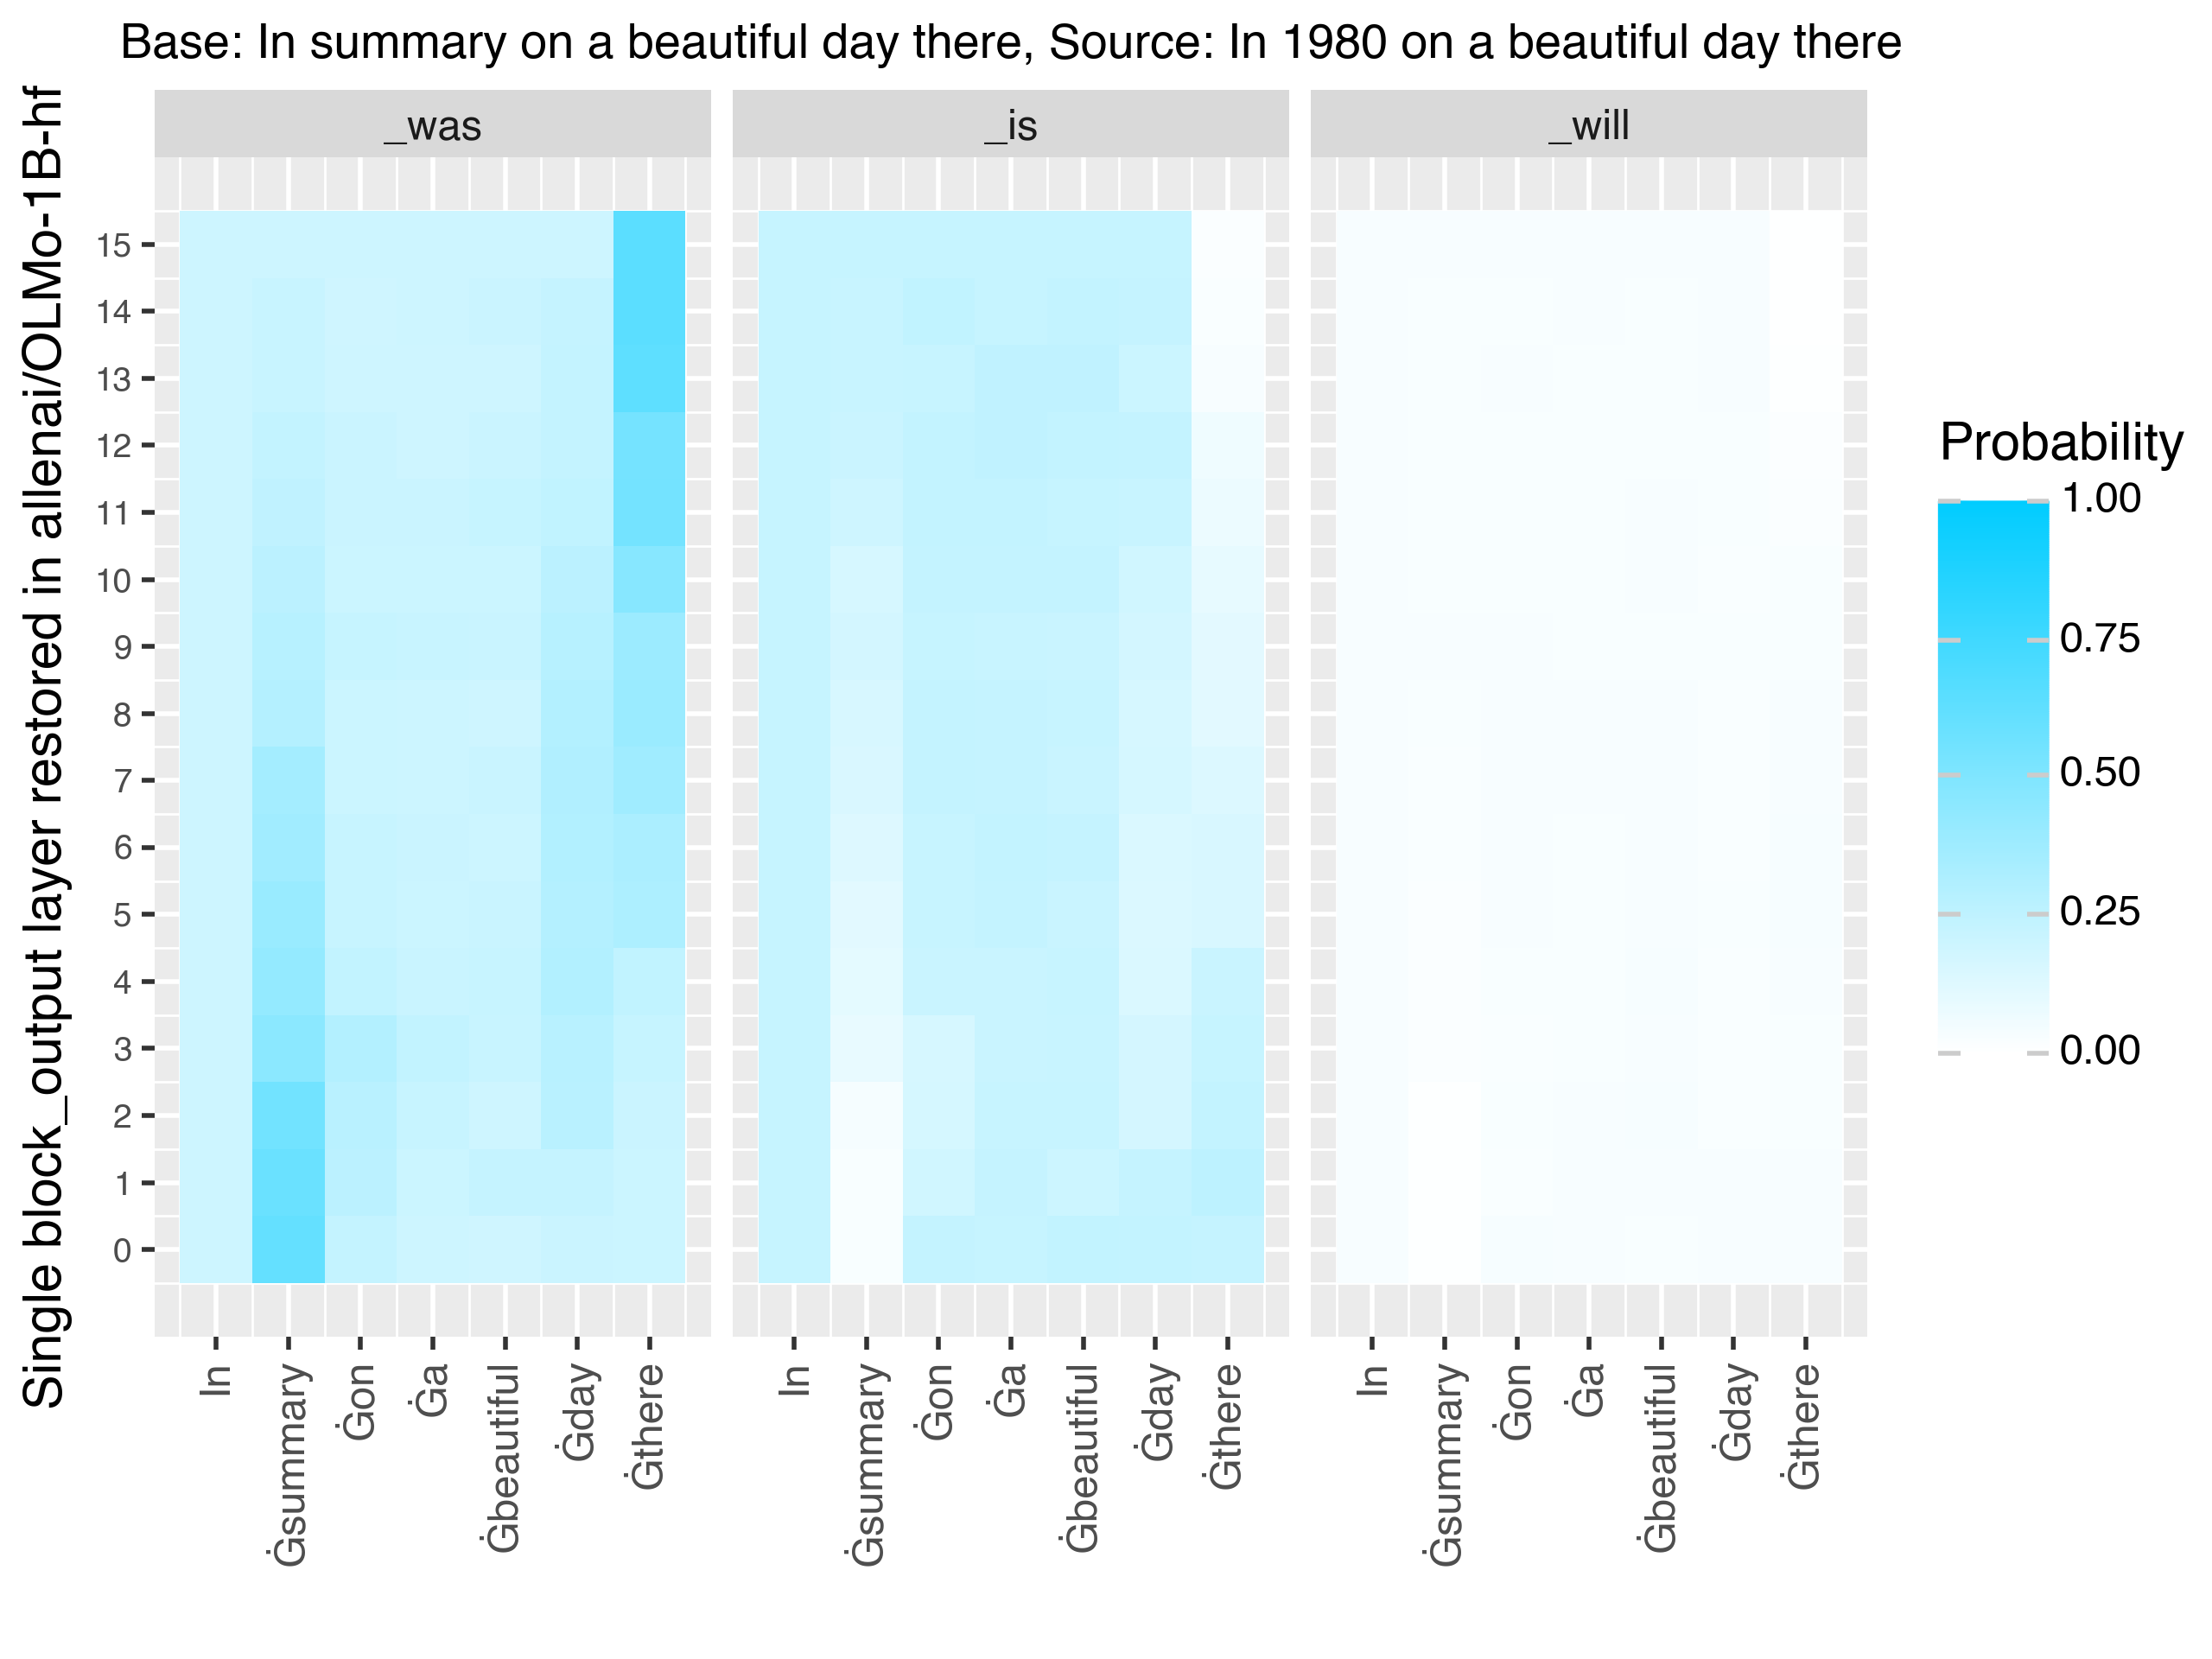 Base: In summary on a beautiful day there, Source: In 1980 on a beautiful day there
Single block_output layer restored in allenai/OLMo-1B-hf
_was
_is
_will
15
14
13
12
11
10
9
8
7
6
5
4
3
2
1
0
In
Ġsummary
Ġon
Ġa
Ġbeautiful
Ġday
Ġthere
In
Ġsummary
Ġon
Ġa
Ġbeautiful
Ġday
Ġthere
In
Ġsummary
Ġon
Ġa
Ġbeautiful
Ġday
Ġthere
Probability
1.00
0.75
0.50
0.25
0.00